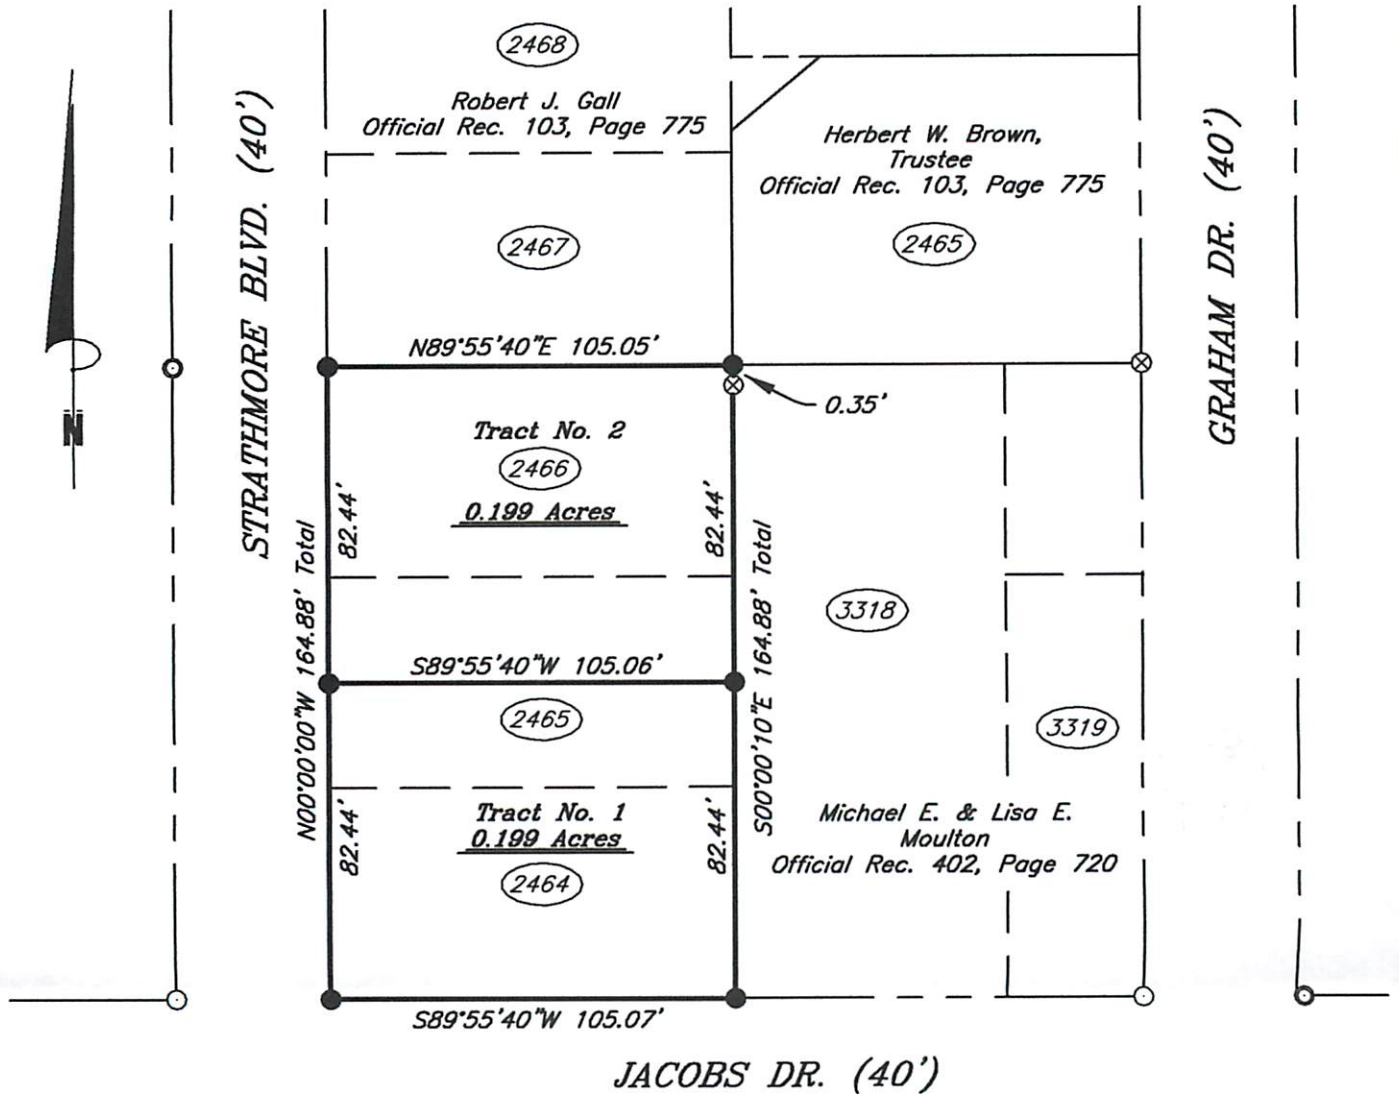 2468
Robert J. Gall
Official Rec. 103, Page 775
Herbert W. Brown,
Trustee
Official Rec. 103, Page 775
2467
2465
STRATHMORE BLVD. (40')
GRAHAM DR. (40')
N
N89°55'40"E 105.05'
0.35'
Tract No. 2
2466
0.199 Acres
82.44'
82.44'
N00°00'00"W 164.88' Total
S00°00'10"E 164.88' Total
3318
S89°55'40"W 105.06'
2465
3319
Tract No. 1
0.199 Acres
2464
82.44'
82.44'
Michael E. & Lisa E.
Moulton
Official Rec. 402, Page 720
S89°55'40"W 105.07'
JACOBS DR. (40')